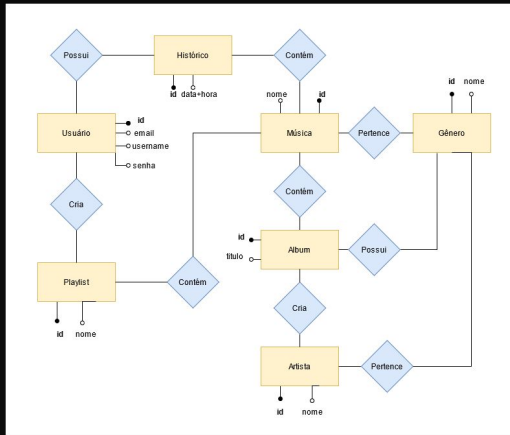 Possui
Histórico
Contém
id data+hora
id nome
nome id
Usuário
id
email
username
senha
Música
Pertence
Gênero
Cria
Contém
id
título
Album
Possui
Playlist
Contém
id nome
Cria
Artista
Pertence
id nome